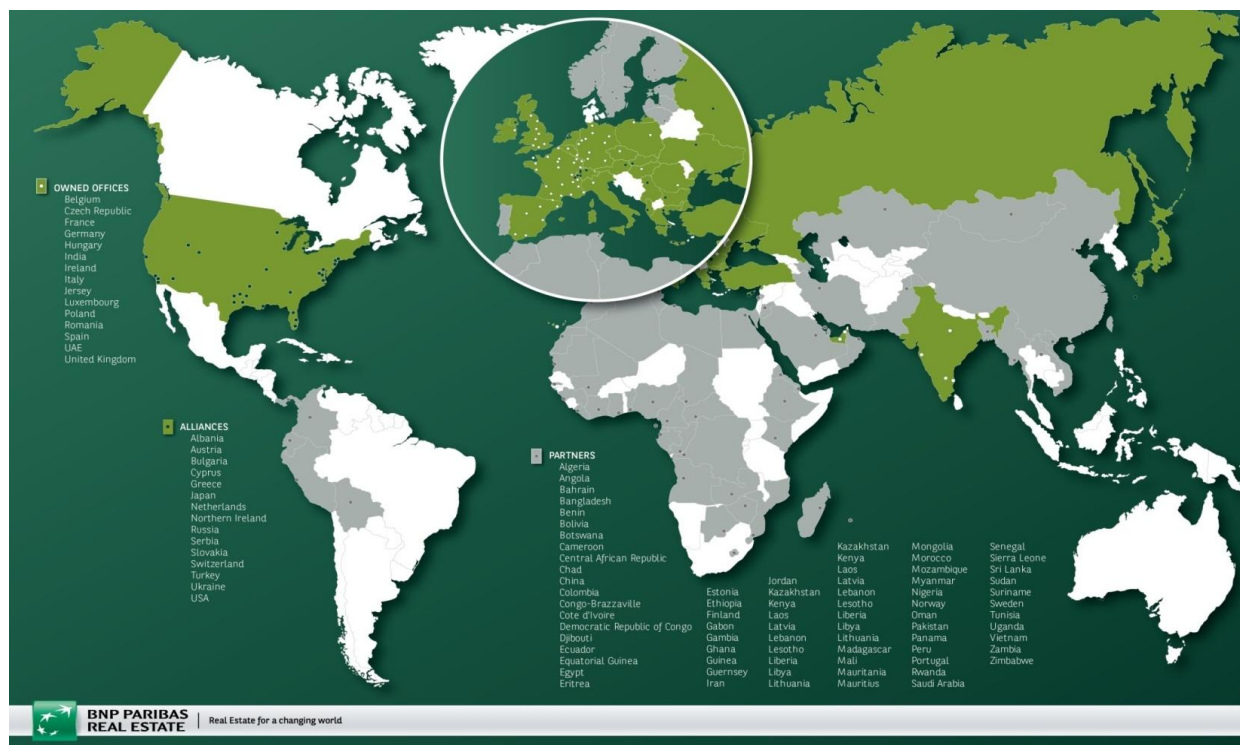 OWNED OFFICES
Belgium
Czech Republic
France
Germany
Hungary
India
Ireland
Italy
Jersey
Luxembourg
Poland
Romania
Spain
UAE
United Kingdom
ALLIANCES
Albania
Austria
Bulgaria
Cyprus
Greece
Japan
Netherlands
Northern Ireland
Russia
Serbia
Slovakia
Switzerland
Turkey
Ukraine
USA
PARTNERS
Algeria
Angola
Bahrain
Bangladesh
Benin
Bolivia
Botswana
Cameroon
Central African Republic
Chad
China
Colombia
Congo-Brazzaville
Cote d'Ivoire
Democratic Republic of Congo
Djibouti
Ecuador
Equatorial Guinea
Egypt
Eritrea
Estonia
Ethiopia
Finland
Gabon
Gambia
Ghana
Guinea
Guernsey
Iran
Jordan
Kazakhstan
Kenya
Laos
Latvia
Lebanon
Lesotho
Liberia
Libya
Lithuania
Kazakhstan
Kenya
Laos
Latvia
Lebanon
Lesotho
Liberia
Libya
Lithuania
Madagascar
Mali
Mauritania
Mauritius
Mongolia
Morocco
Mozambique
Myanmar
Nigeria
Norway
Oman
Pakistan
Panama
Peru
Portugal
Rwanda
Saudi Arabia
Senegal
Sierra Leone
Sri Lanka
Sudan
Suriname
Sweden
Tunisia
Uganda
Vietnam
Zambia
Zimbabwe
BNP PARIBAS
REAL ESTATE
Real Estate for a changing world